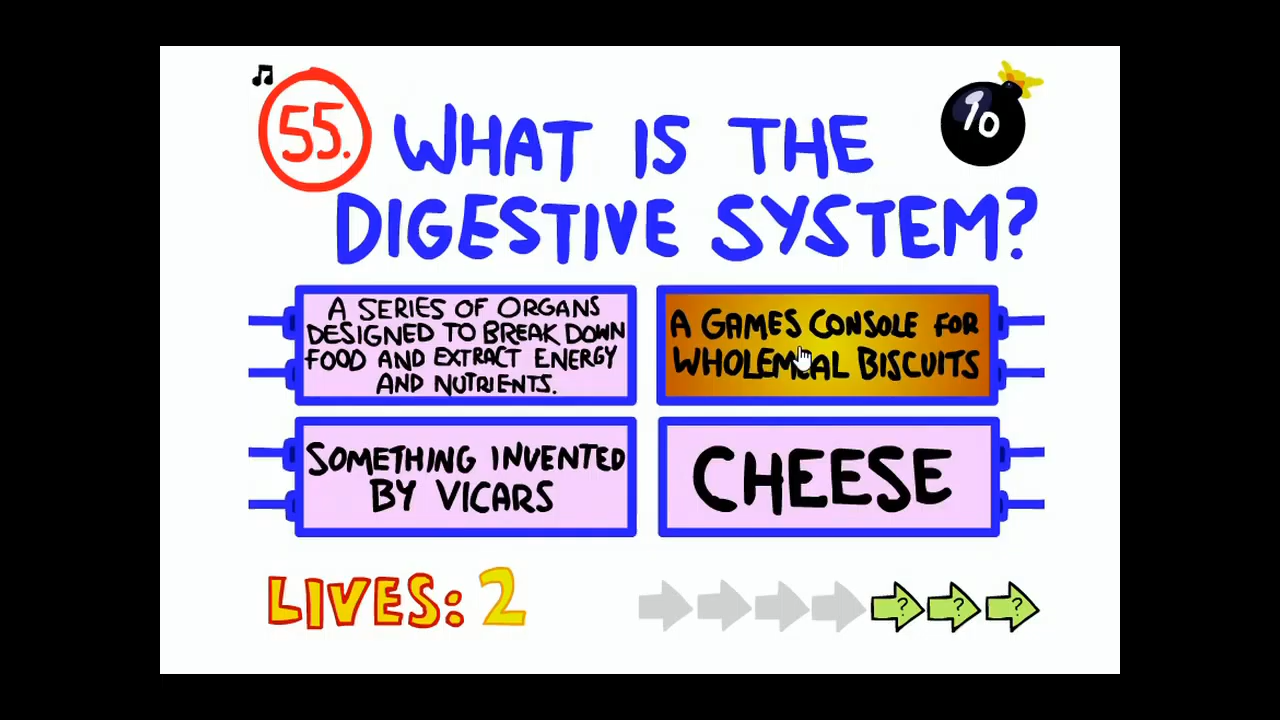 55. WHAT IS THE
DIGESTIVE SYSTEM?
10
A SERIES OF ORGANS
DESIGNED TO BREAK DOWN
FOOD AND EXTRACT ENERGY
AND NUTRIENTS.
A GAMES CONSOLE FOR
WHOLEMEAL BISCUITS
SOMETHING INVENTED
BY VICARS
CHEESE
LIVES: 2
? ? ?